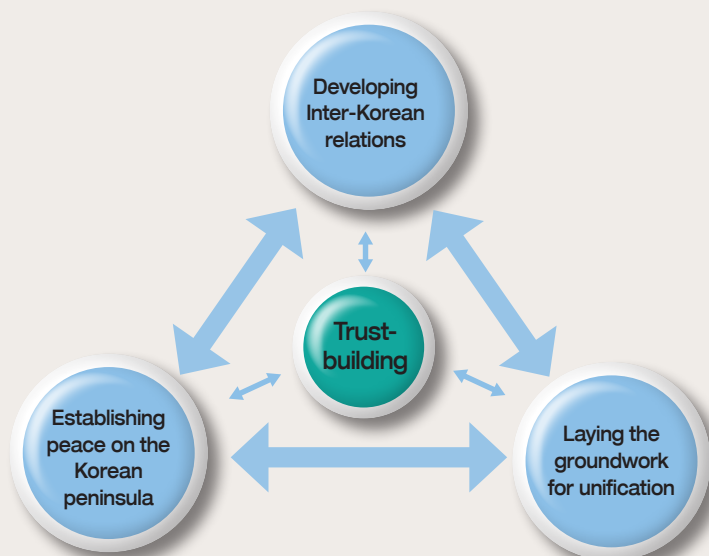 Developing
Inter-Korean
relations
Trust-
building
Establishing
peace on the
Korean
peninsula
Laying the
groundwork
for unification